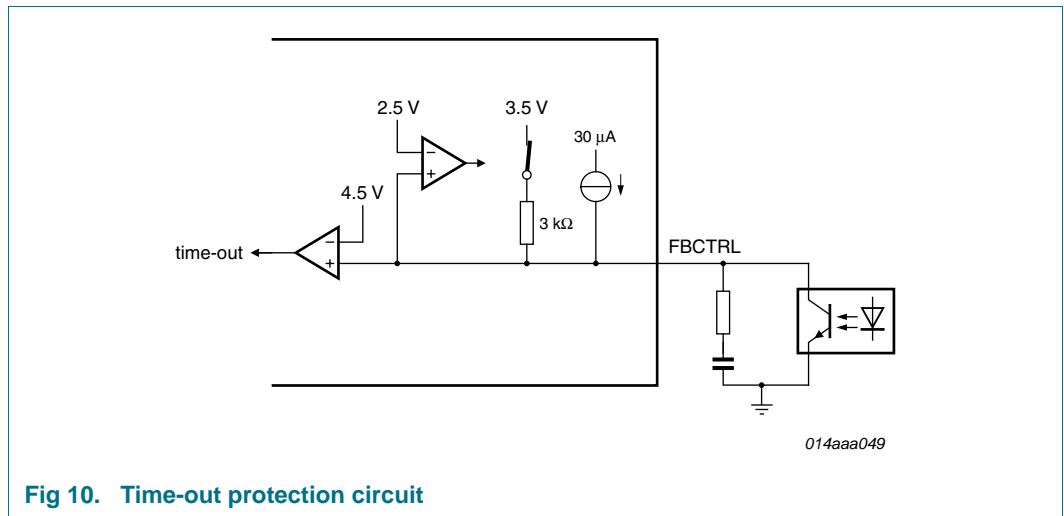 2.5 V
3.5 V
30 μA
−
+
4.5 V
3 kΩ
time-out
−
+
FBCTRL
014aaa049
Fig 10. Time-out protection circuit